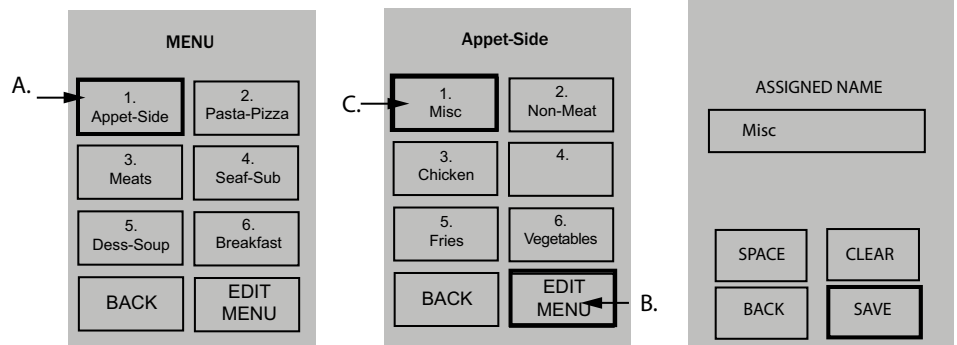 MENU
A.
1.
Appet-Side
2.
Pasta-Pizza
3.
Meats
4.
Seaf-Sub
5.
Dess-Soup
6.
Breakfast
BACK
EDIT
MENU
Appet-Side
C.
1.
Misc
2.
Non-Meat
3.
Chicken
4.
5.
Fries
6.
Vegetables
BACK
EDIT
MENU
B.
ASSIGNED NAME
Misc
SPACE
CLEAR
BACK
SAVE